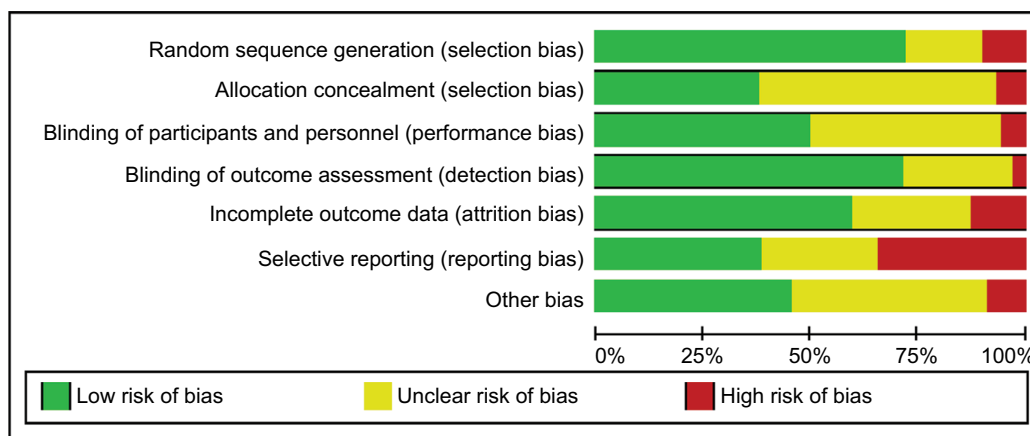 Random sequence generation (selection bias)
Allocation concealment (selection bias)
Blinding of participants and personnel (performance bias)
Blinding of outcome assessment (detection bias)
Incomplete outcome data (attrition bias)
Selective reporting (reporting bias)
Other bias
0% 25% 50% 75% 100%
Low risk of bias Unclear risk of bias High risk of bias